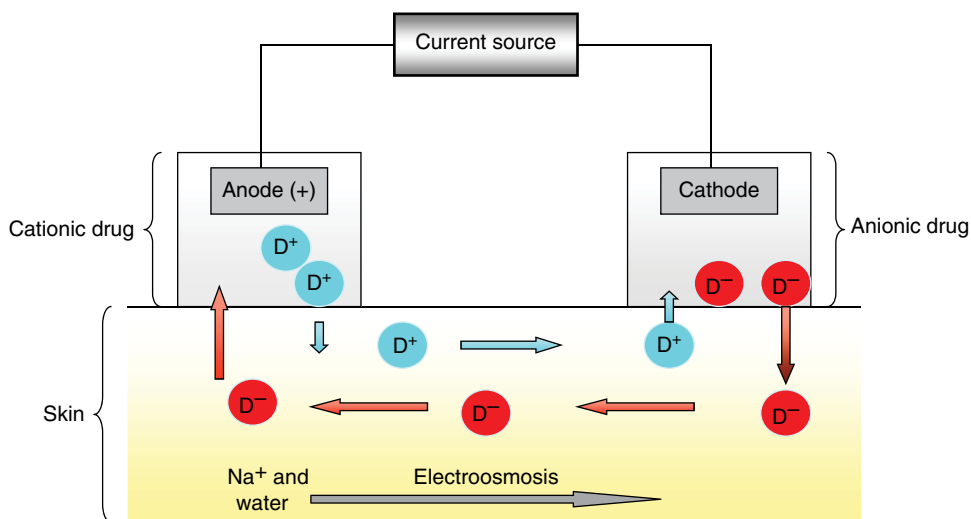 Current source
Anode (+)
Cathode
Cationic drug
Anionic drug
D⁺
D⁺
D⁻
D⁻
D⁺
D⁺
D⁻
D⁻
D⁻
Skin
Na⁺ and
water
Electroosmosis